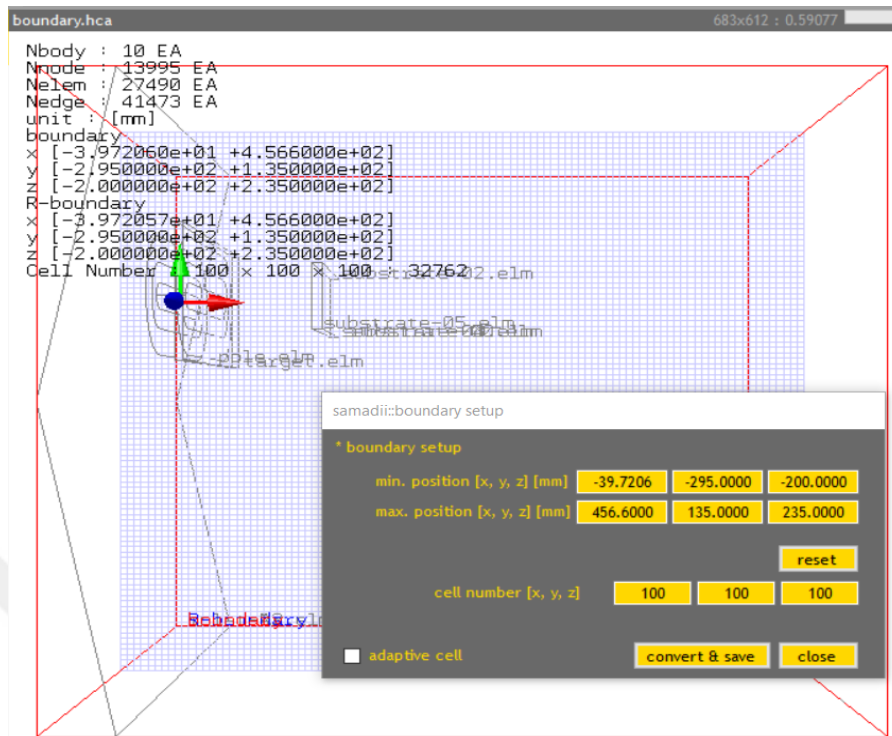 boundary.hca
683x612 : 0.59077
Nbody : 10 EA
Nnode : 13995 EA
Nelem : 27490 EA
Nedge : 41473 EA
unit : [mm]
boundary
x [-3.972060e+01 +4.566000e+02]
y [-2.950000e+02 +1.350000e+02]
z [-2.000000e+02 +2.350000e+02]
R-boundary
x [-3.972057e+01 +4.566000e+02]
y [-2.950000e+02 +1.350000e+02]
z [-2.000000e+02 +2.350000e+02]
Cell Number : 100 x 100 x 100 : 32762
substrate-02.elm
substrate-05.elm
-pole.elm
target.elm
samadii::boundary setup
* boundary setup
min. position [x, y, z] [mm] -39.7206 -295.0000 -200.0000
max. position [x, y, z] [mm] 456.6000 135.0000 235.0000
reset
cell number [x, y, z] 100 100 100
adaptive cell
convert & save
close